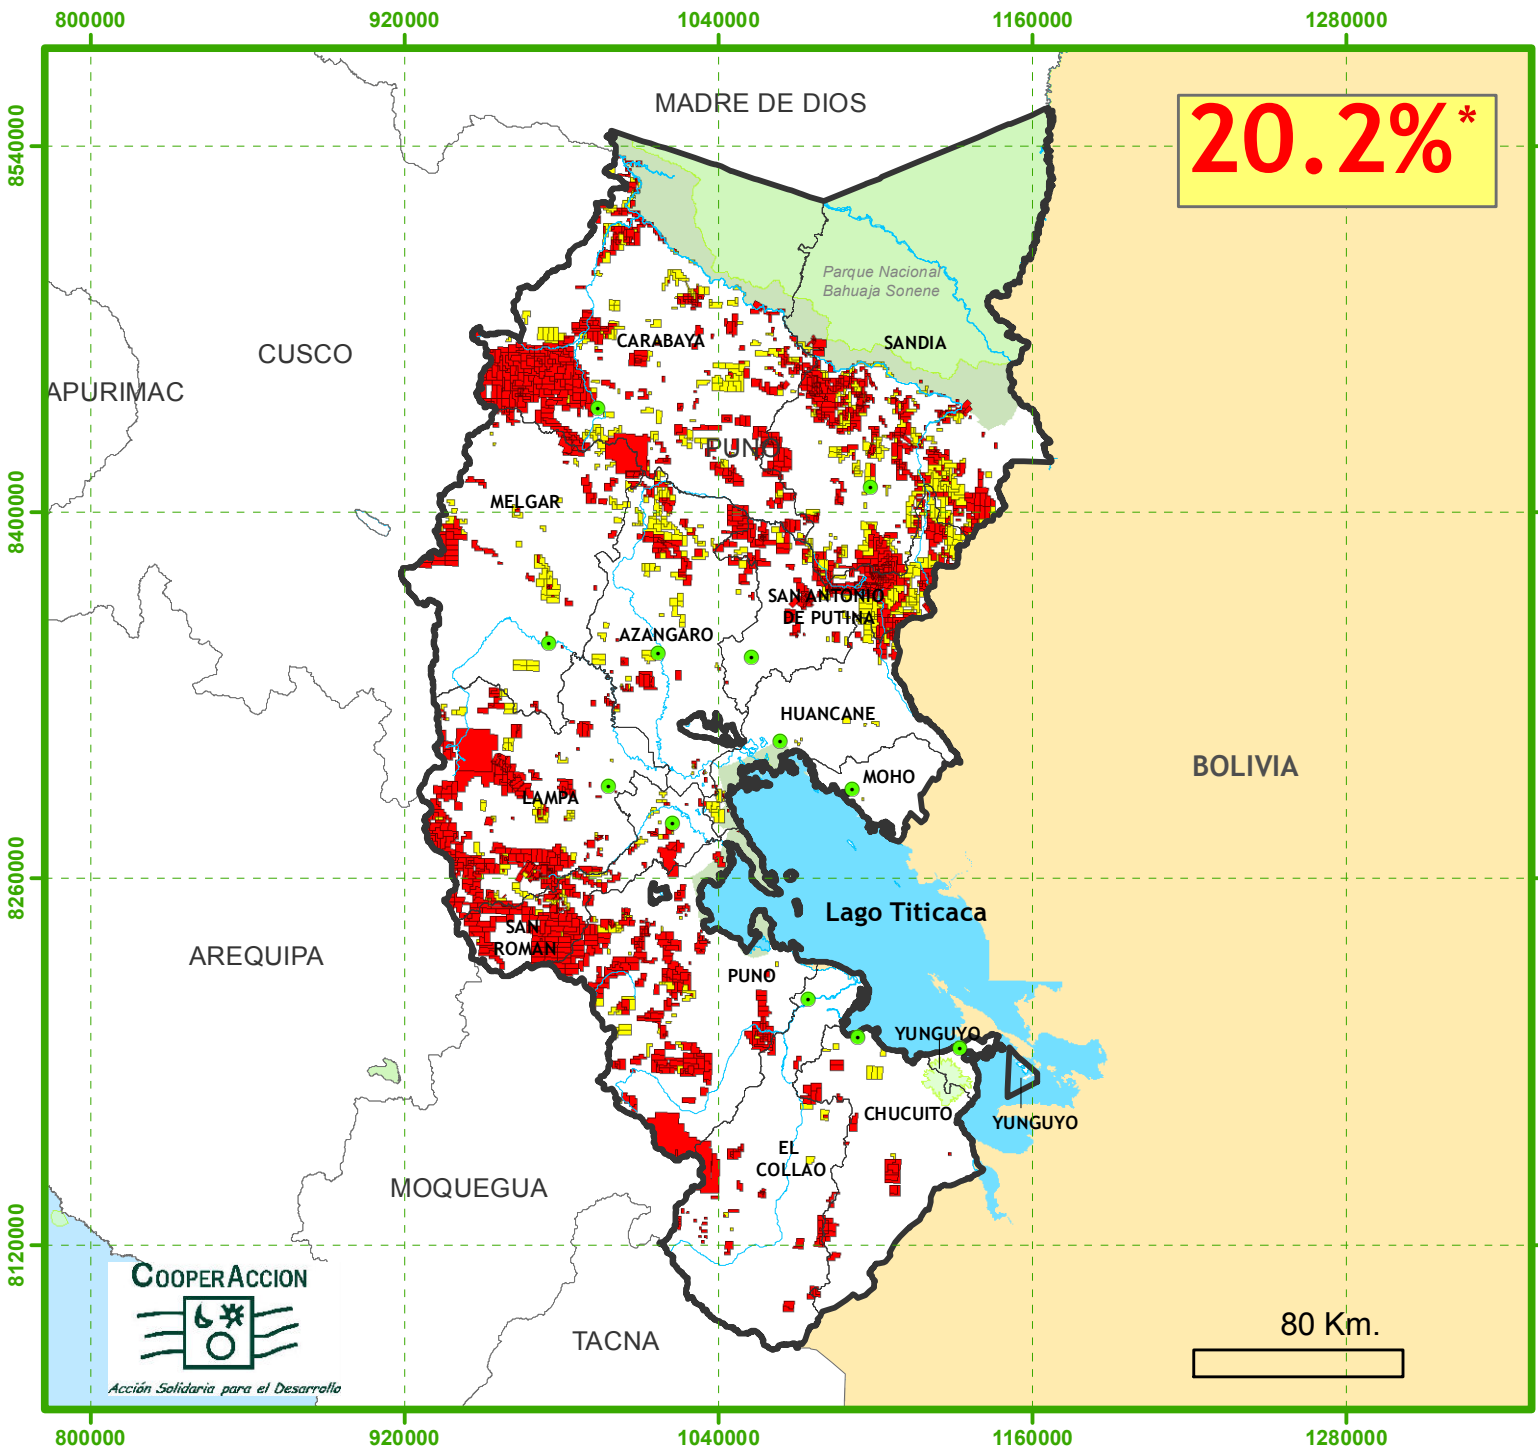 800000
920000
1040000
1160000
1280000
MADRE DE DIOS
20.2%*
8540000
Parque Nacional
Bahuaja Sonene
CARABAYA
SANDIA
CUSCO
APURIMAC
PUNO
MELGAR
8400000
SAN ANTONIO
DE PUTINA
AZANGARO
HUANCANE
BOLIVIA
MOHO
LAMPA
8260000
Lago Titicaca
SAN
ROMAN
AREQUIPA
PUNO
YUNGUYO
CHUCUITO
YUNGUYO
EL
COLLAO
MOQUEGUA
8120000
COOPERACCION
Acción Solidaria para el Desarrollo
TACNA
80 Km.
800000
920000
1040000
1160000
1280000